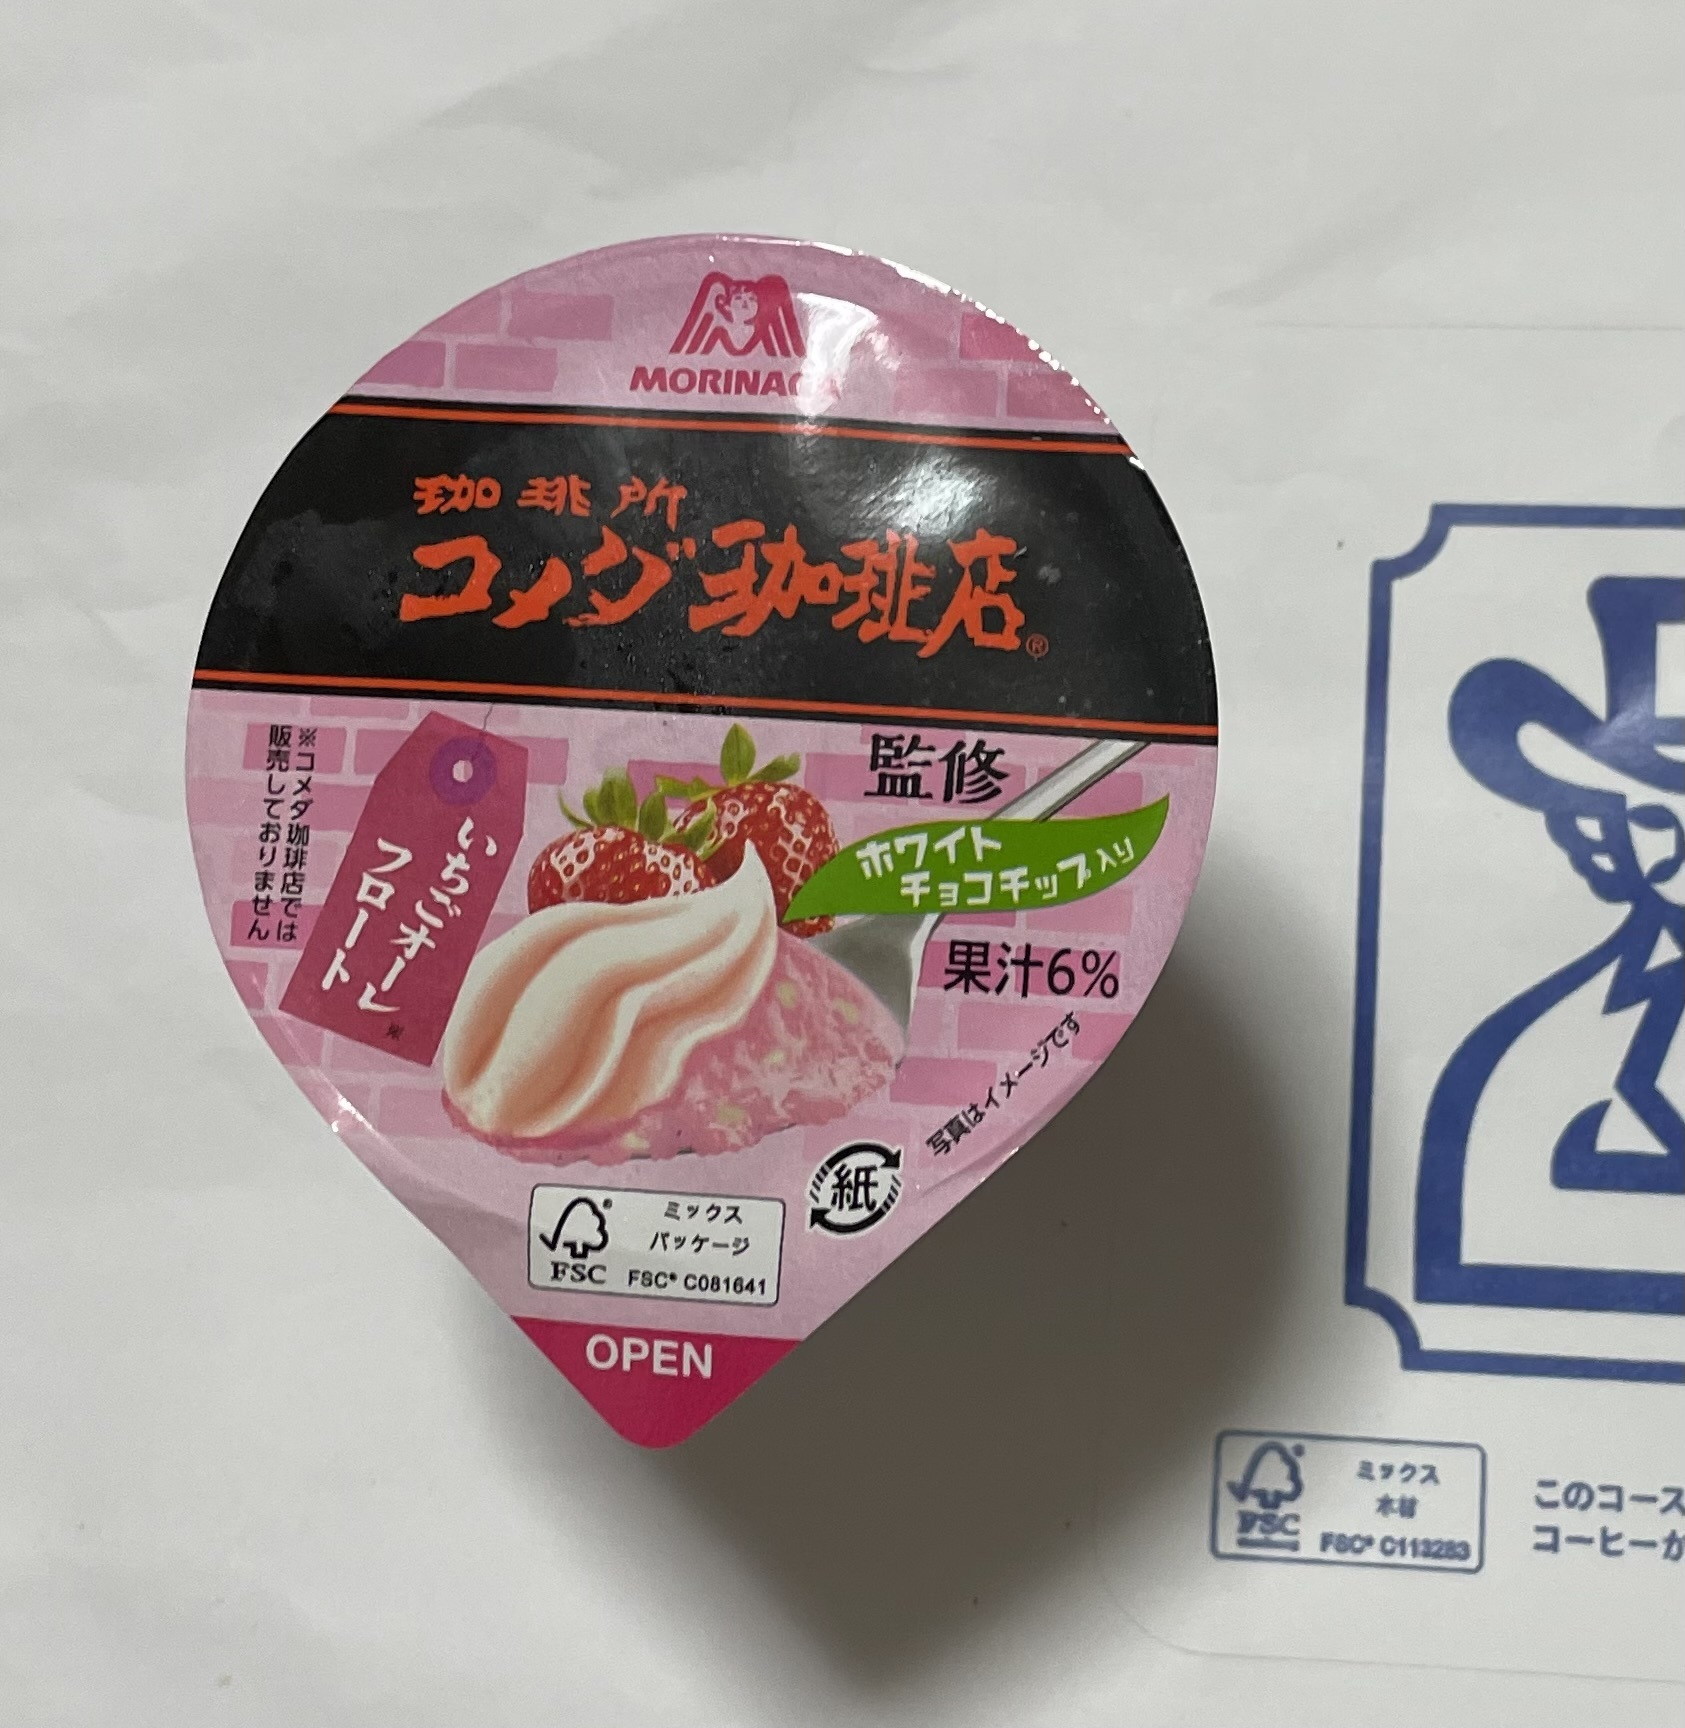 MORINAGA
珈琲所
コメダ珈琲店®
監修
ホワイト
チョコチップ入り
果汁6%
いちごオーレ
フロート※
※コメダ珈琲店では
販売しておりません
写真はイメージです
紙
FSC®
ミックス
パッケージ
FSC® C081641
OPEN
FSC®
ミックス
木材
FSC® C113283
このコース
コーヒーか